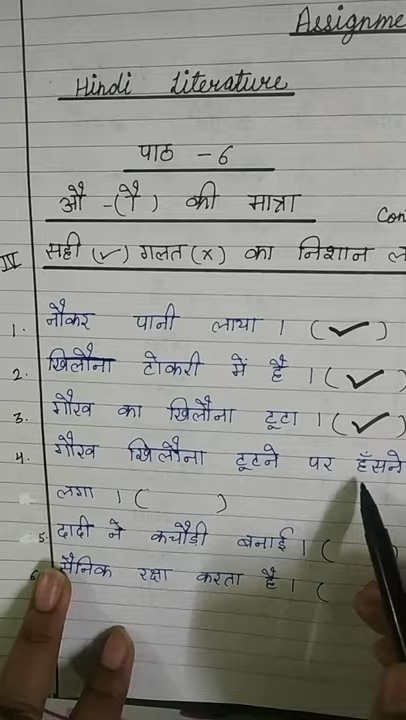 Assignme
Hindi Literature
पाठ - 6
औ -(ौ) की मात्रा
Con
IV सही (✓) गलत (x) का निशान ल
1. नौकर पानी लाया । (✓)
2. खिलौना टोकरी में है । (✓)
3. गौरव का खिलौना टूटा । (✓)
4. गौरव खिलौना टूटने पर हँसने
लगा । ( )
5. दादी ने कचौड़ी बनाई । (
6. सैनिक रक्षा करता है । (